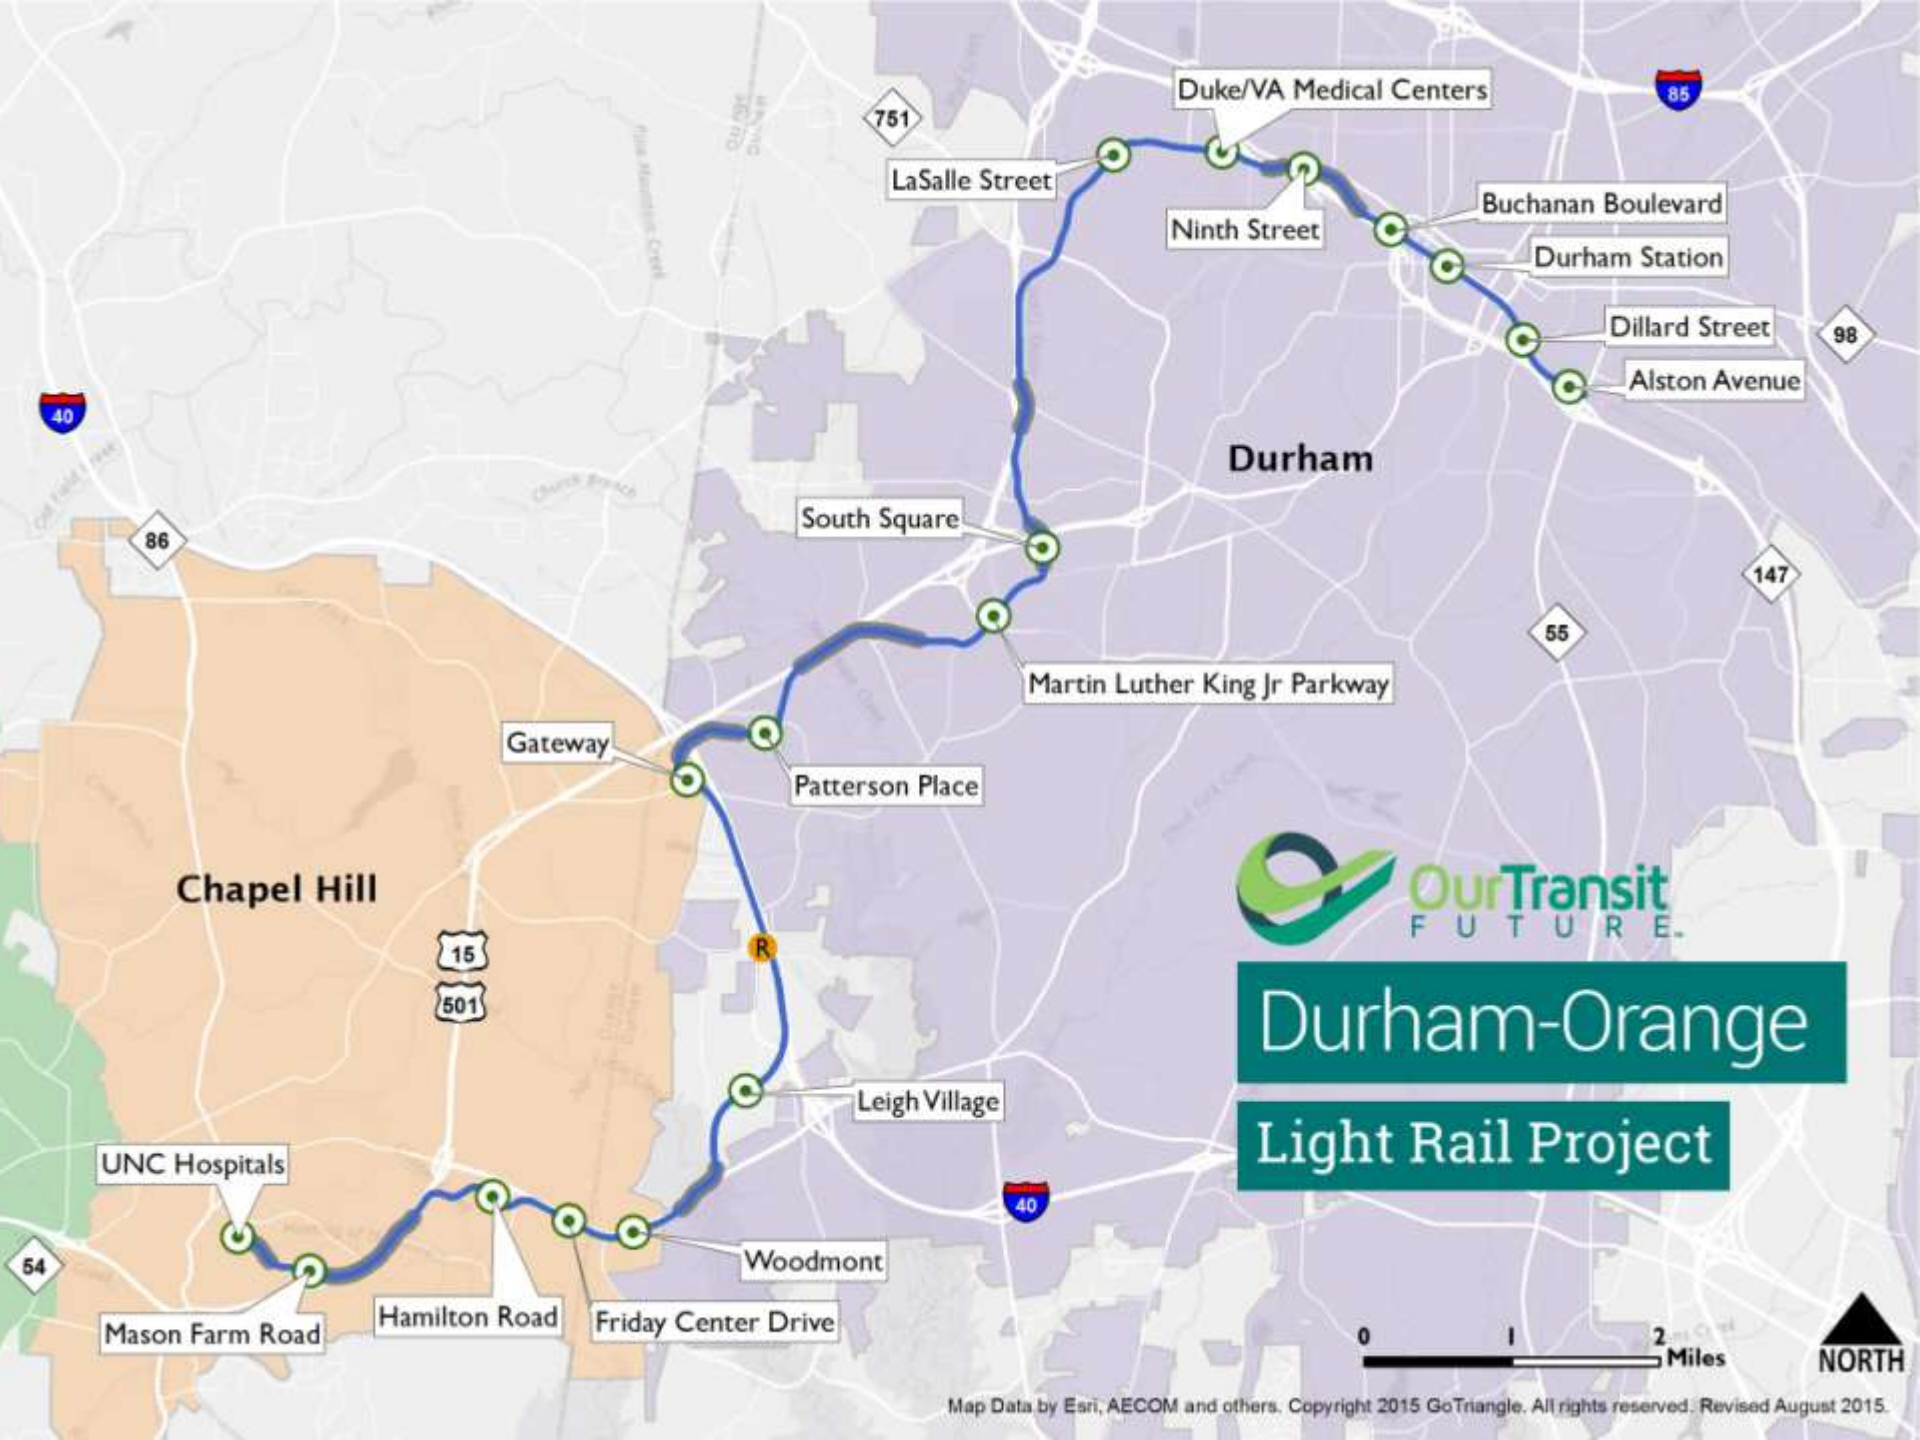 Duke/VA Medical Centers
85
751
LaSalle Street
Buchanan Boulevard
Ninth Street
Durham Station
Dillard Street
98
Alston Avenue
40
Durham
South Square
86
147
55
Martin Luther King Jr Parkway
Gateway
Patterson Place
Chapel Hill
OurTransit
FUTURE
15
501
R
Durham-Orange
Leigh Village
Light Rail Project
UNC Hospitals
40
54
Woodmont
Hamilton Road
Friday Center Drive
Mason Farm Road
0 1 2
Miles
NORTH
Map Data by Esri, AECOM and others. Copyright 2015 GoTriangle. All rights reserved. Revised August 2015.